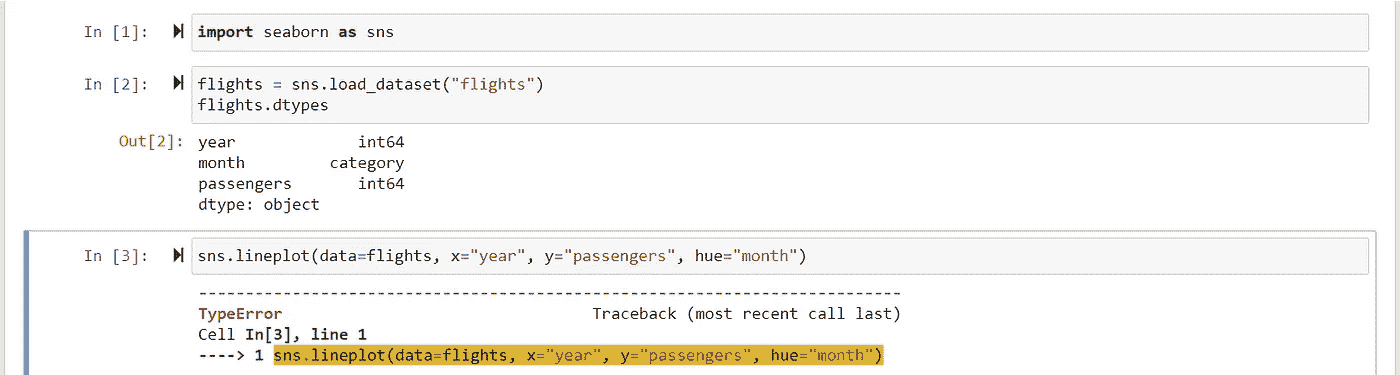 In [1]: import seaborn as sns
In [2]: flights = sns.load_dataset("flights")
flights.dtypes
Out[2]: year int64
month category
passengers int64
dtype: object
In [3]: sns.lineplot(data=flights, x="year", y="passengers", hue="month")
---------------------------------------------------------------------------
TypeError Traceback (most recent call last)
Cell In[3], line 1
----> 1 sns.lineplot(data=flights, x="year", y="passengers", hue="month")